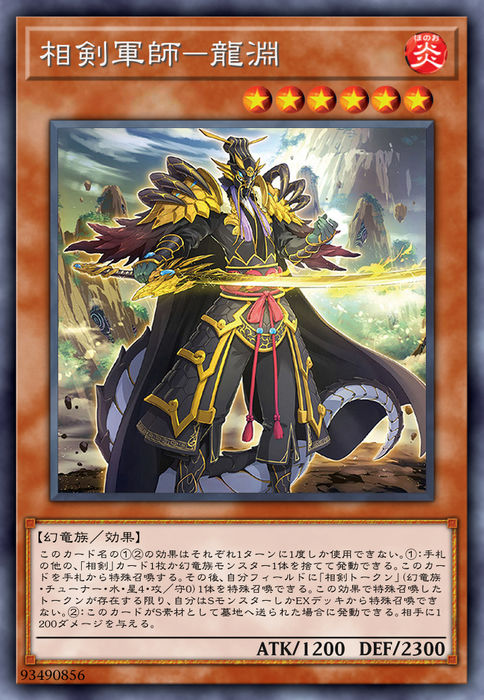 相剣軍師－龍淵
ほのお
炎
【幻竜族／効果】
このカード名の①②の効果はそれぞれ1ターンに1度しか使用できない。①：手札
の他の、「相剣」カード1枚か幻竜族モンスター1体を捨てて発動できる。このカー
ドを手札から特殊召喚する。その後、自分フィールドに「相剣トークン」（幻竜族
・チューナー・水・星4・攻／守0）1体を特殊召喚できる。この効果で特殊召喚した
トークンが存在する限り、自分はSモンスターしかEXデッキから特殊召喚でき
ない。②：このカードがS素材として墓地へ送られた場合に発動できる。相手に1
200ダメージを与える。
ATK/1200 DEF/2300
93490856